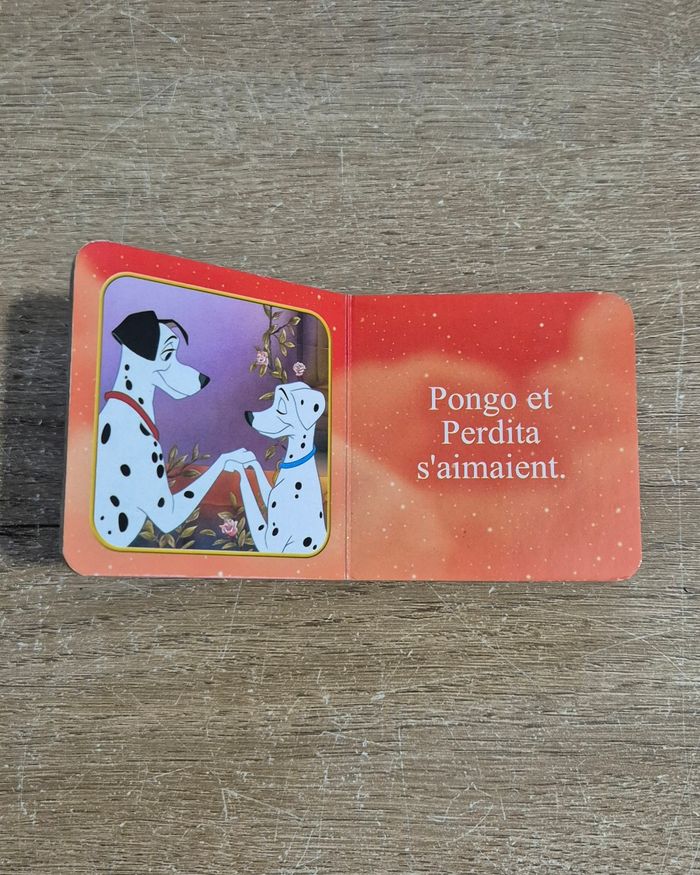 Pongo et
Perdita
s'aimaient.